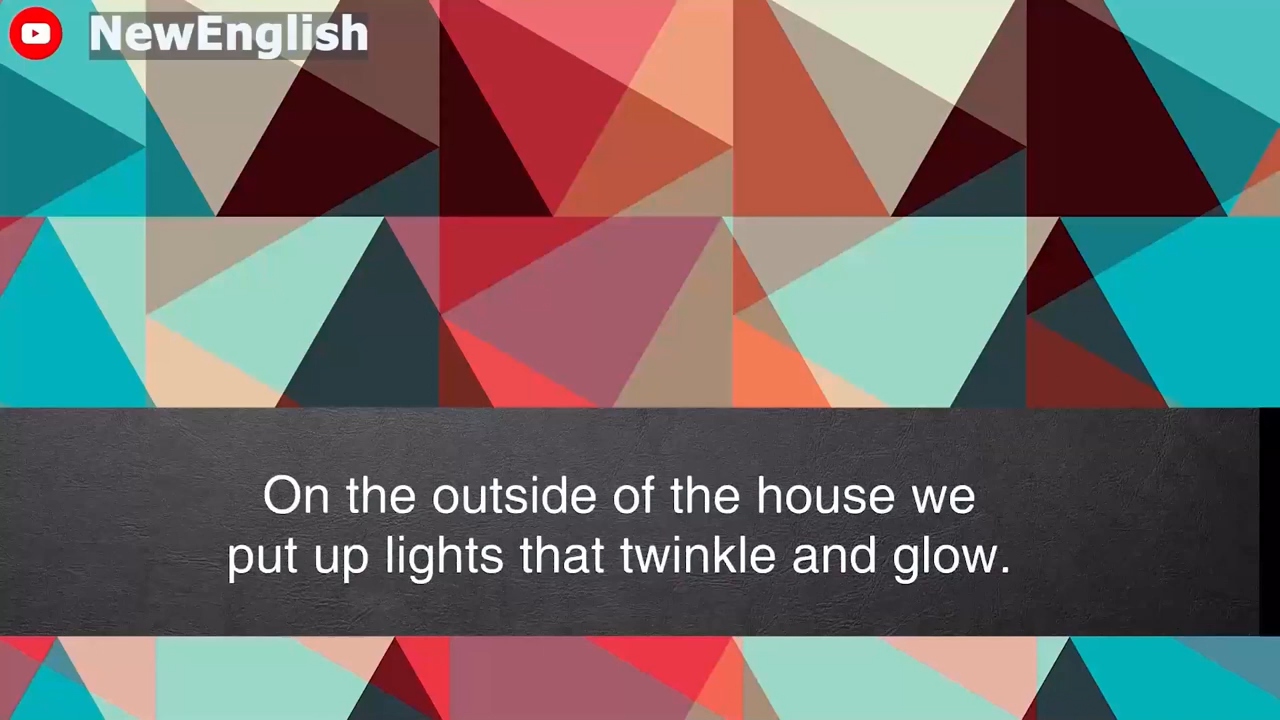 NewEnglish
On the outside of the house we
put up lights that twinkle and glow.